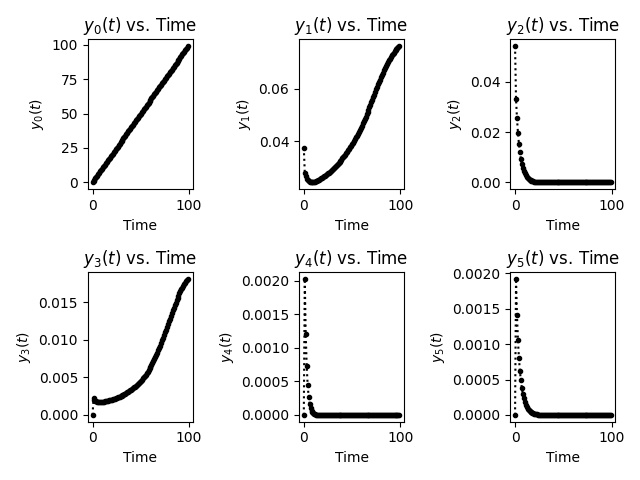 y₀(t) vs. Time
y₁(t) vs. Time
y₂(t) vs. Time
100
75
50
25
0
y₀(t)
0
100
Time
0.06
0.04
y₁(t)
0
100
Time
0.04
0.02
0.00
y₂(t)
0
100
Time
y₃(t) vs. Time
y₄(t) vs. Time
y₅(t) vs. Time
0.015
0.010
0.005
0.000
y₃(t)
0
100
Time
0.0020
0.0015
0.0010
0.0005
0.0000
y₄(t)
0
100
Time
0.0020
0.0015
0.0010
0.0005
0.0000
y₅(t)
0
100
Time